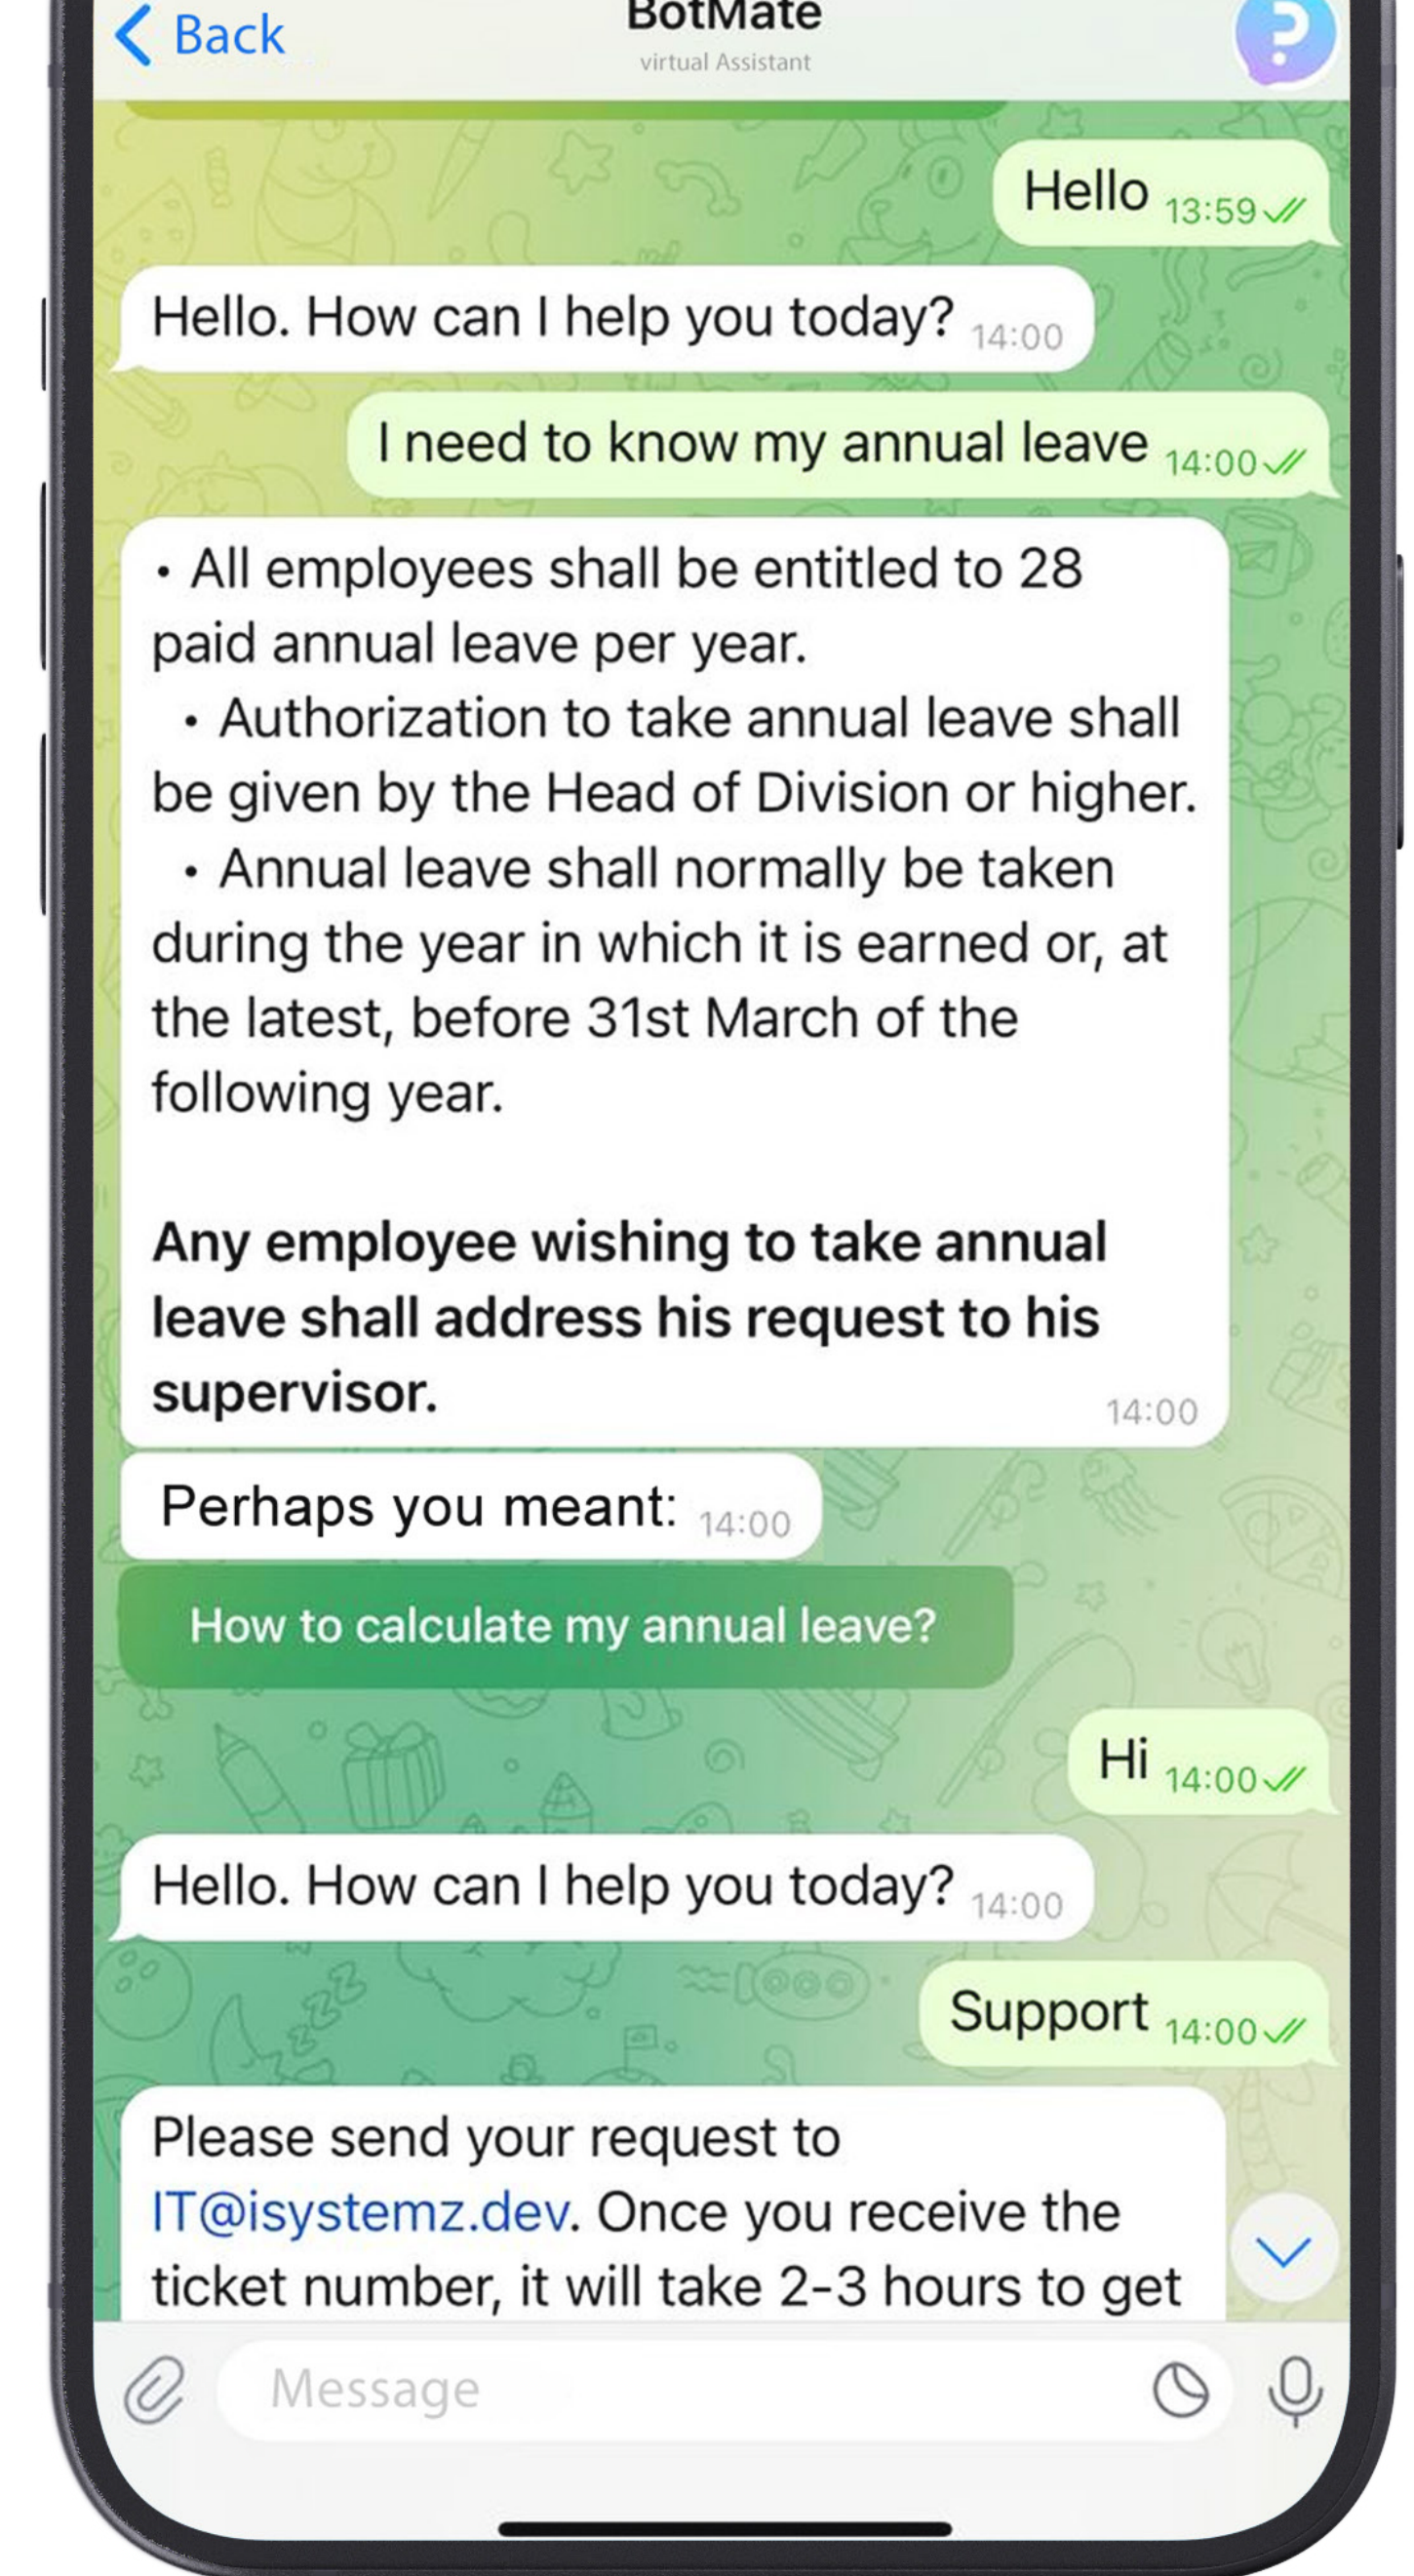 Back
BotMate
virtual Assistant
?
Hello 13:59
Hello. How can I help you today? 14:00
I need to know my annual leave 14:00
• All employees shall be entitled to 28
paid annual leave per year.
• Authorization to take annual leave shall
be given by the Head of Division or higher.
• Annual leave shall normally be taken
during the year in which it is earned or, at
the latest, before 31st March of the
following year.
Any employee wishing to take annual
leave shall address his request to his
supervisor. 14:00
Perhaps you meant: 14:00
How to calculate my annual leave?
Hi 14:00
Hello. How can I help you today? 14:00
zzz
Support 14:00
Please send your request to
IT@isystemz.dev. Once you receive the
ticket number, it will take 2-3 hours to get
Message